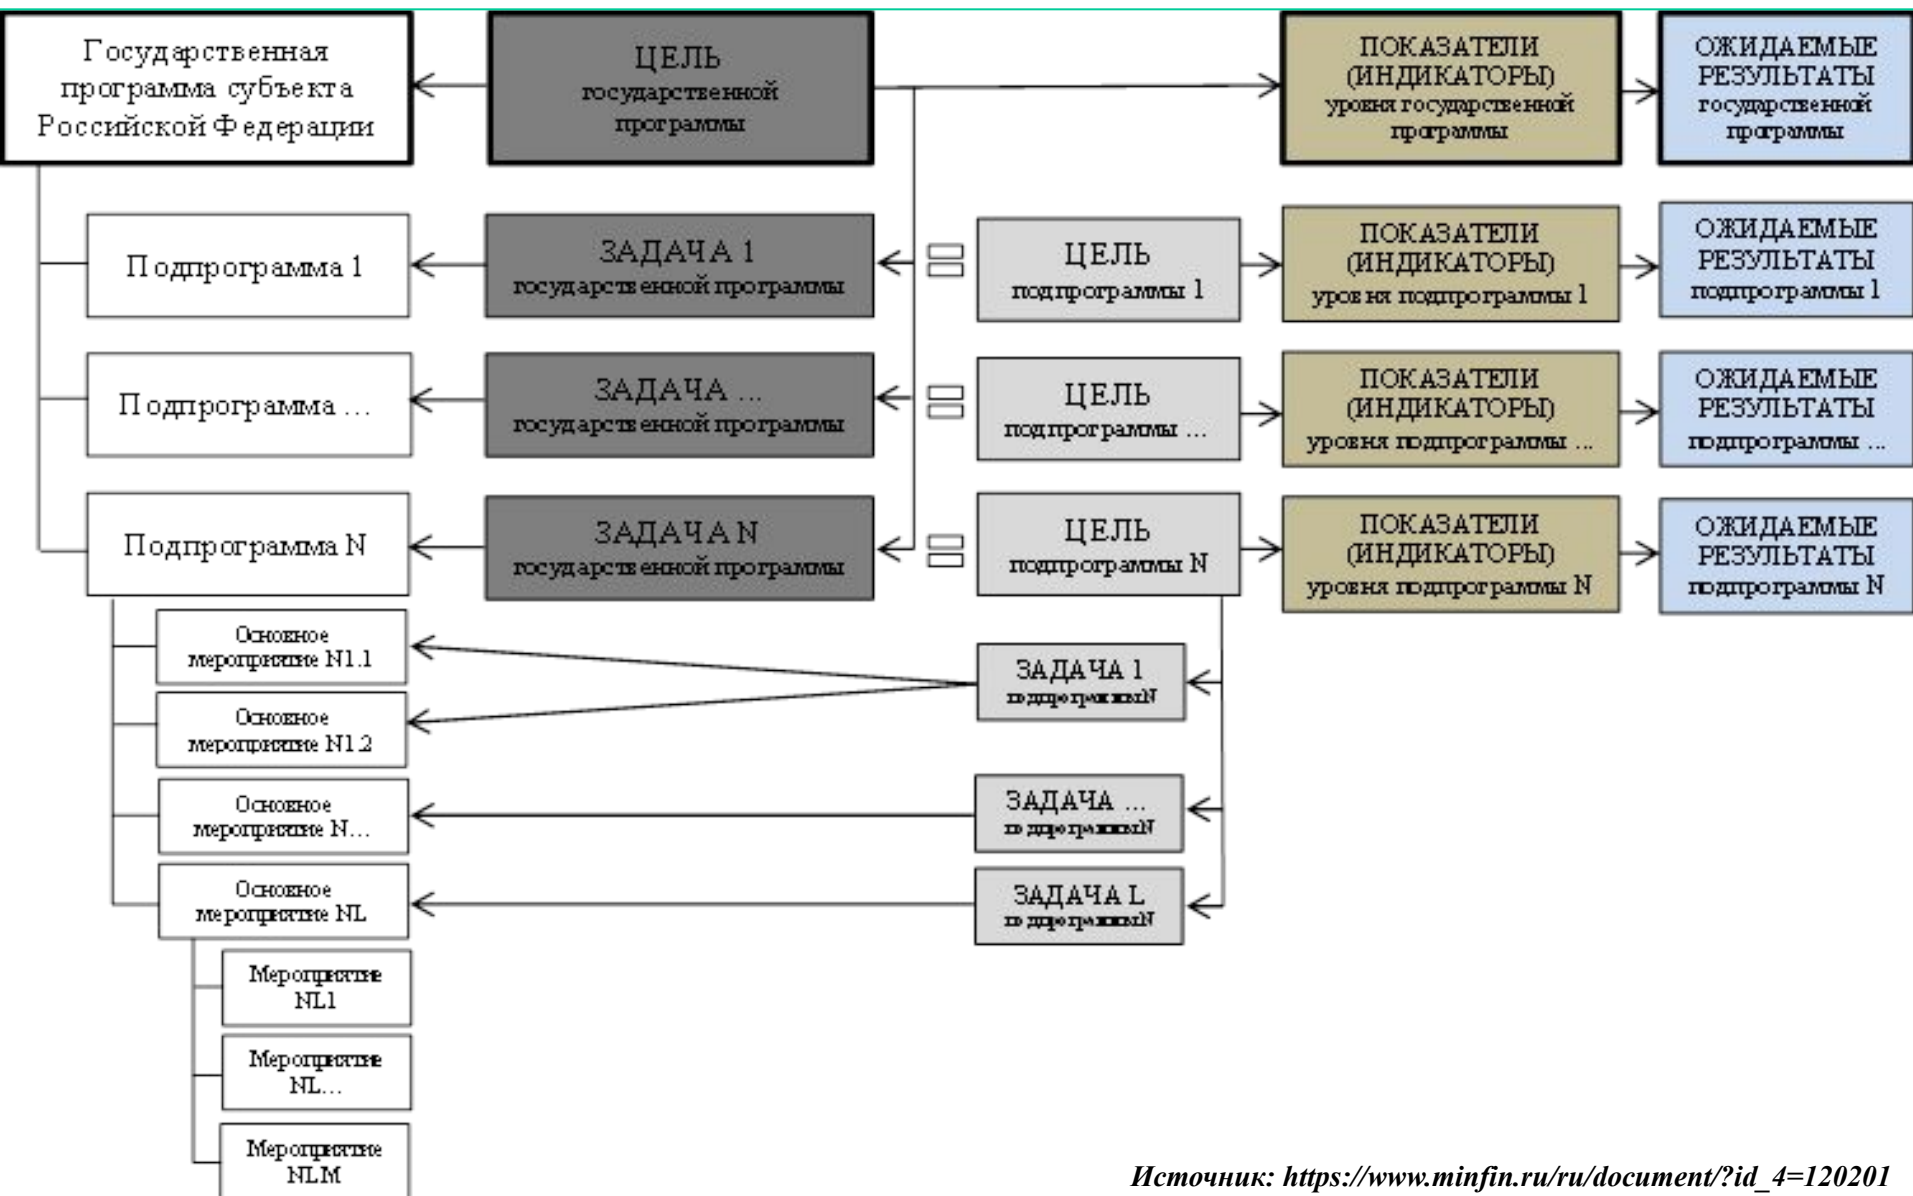 Государственная
программа субъекта
Российской Федерации
ЦЕЛЬ
государственной
программы
ПОКАЗАТЕЛИ
(ИНДИКАТОРЫ)
уровня государственной
программы
ОЖИДАЕМЫЕ
РЕЗУЛЬТАТЫ
государственной
программы
Подпрограмма 1
ЗАДАЧА 1
государственной программы
ЦЕЛЬ
подпрограммы 1
ПОКАЗАТЕЛИ
(ИНДИКАТОРЫ)
уровня подпрограммы 1
ОЖИДАЕМЫЕ
РЕЗУЛЬТАТЫ
подпрограммы 1
Подпрограмма ...
ЗАДАЧА ...
государственной программы
ЦЕЛЬ
подпрограммы ...
ПОКАЗАТЕЛИ
(ИНДИКАТОРЫ)
уровня подпрограммы ...
ОЖИДАЕМЫЕ
РЕЗУЛЬТАТЫ
подпрограммы ...
Подпрограмма N
ЗАДАЧА N
государственной программы
ЦЕЛЬ
подпрограммы N
ПОКАЗАТЕЛИ
(ИНДИКАТОРЫ)
уровня подпрограммы N
ОЖИДАЕМЫЕ
РЕЗУЛЬТАТЫ
подпрограммы N
Основное
мероприятие N1.1
ЗАДАЧА 1
подпрограммы N
Основное
мероприятие N1.2
Основное
мероприятие N...
ЗАДАЧА ...
подпрограммы N
Основное
мероприятие NL
ЗАДАЧА L
подпрограммы N
Мероприятие
NL1
Мероприятие
NL...
Мероприятие
NLM
Источник: https://www.minfin.ru/ru/document/?id_4=120201